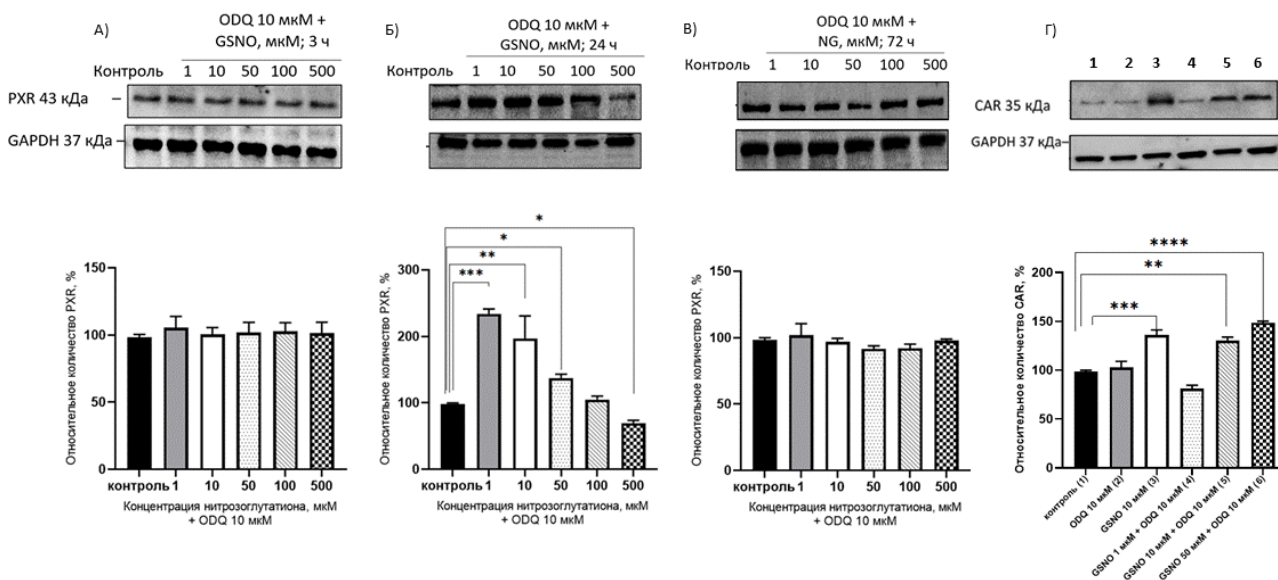 А)
ODQ 10 мкМ +
GSNO, мкМ; 3 ч
Контроль 1 10 50 100 500
PXR 43 кДа
GAPDH 37 кДа
Относительное количество PXR, %
150
100
50
0
контроль 1 10 50 100 500
Концентрация нитрозоглутатиона, мкМ
+ ODQ 10 мкМ
Б)
ODQ 10 мкМ +
GSNO, мкМ; 24 ч
Контроль 1 10 50 100 500
Относительное количество PXR, %
300
200
100
0
*
*
**
***
контроль 1 10 50 100 500
Концентрация нитрозоглутатиона, мкМ
+ ODQ 10 мкМ
В)
ODQ 10 мкМ +
NG, мкМ; 72 ч
Контроль 1 10 50 100 500
Относительное количество PXR, %
150
100
50
0
контроль 1 10 50 100 500
Концентрация нитрозоглутатиона, мкМ
+ ODQ 10 мкМ
Г)
1 2 3 4 5 6
CAR 35 кДа
GAPDH 37 кДа
Относительное количество CAR, %
200
150
100
50
0
****
**
***
контроль (1)
ODQ 10 мкМ (2)
GSNO 10 мкМ (3)
GSNO 1 мкМ + ODQ 10 мкМ (4)
GSNO 10 мкМ + ODQ 10 мкМ (5)
GSNO 50 мкМ + ODQ 10 мкМ (6)